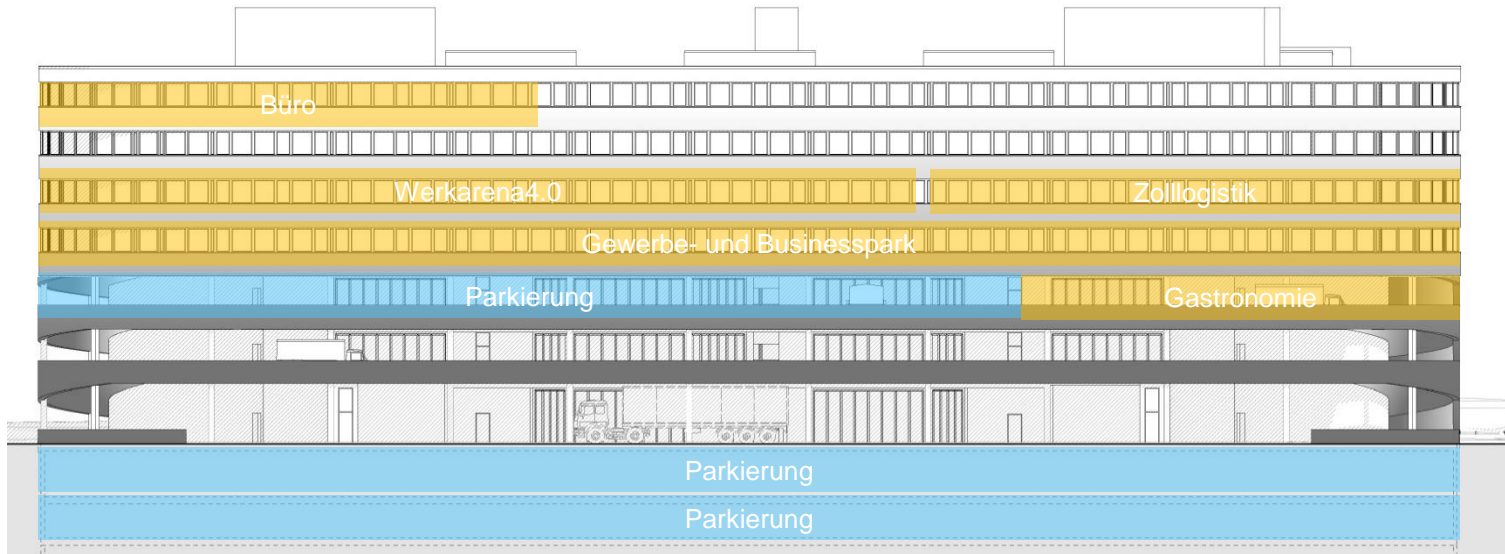 Büro
Werkarena4.0
Zolllogistik
Gewerbe- und Businesspark
Parkierung
Gastronomie
Parkierung
Parkierung